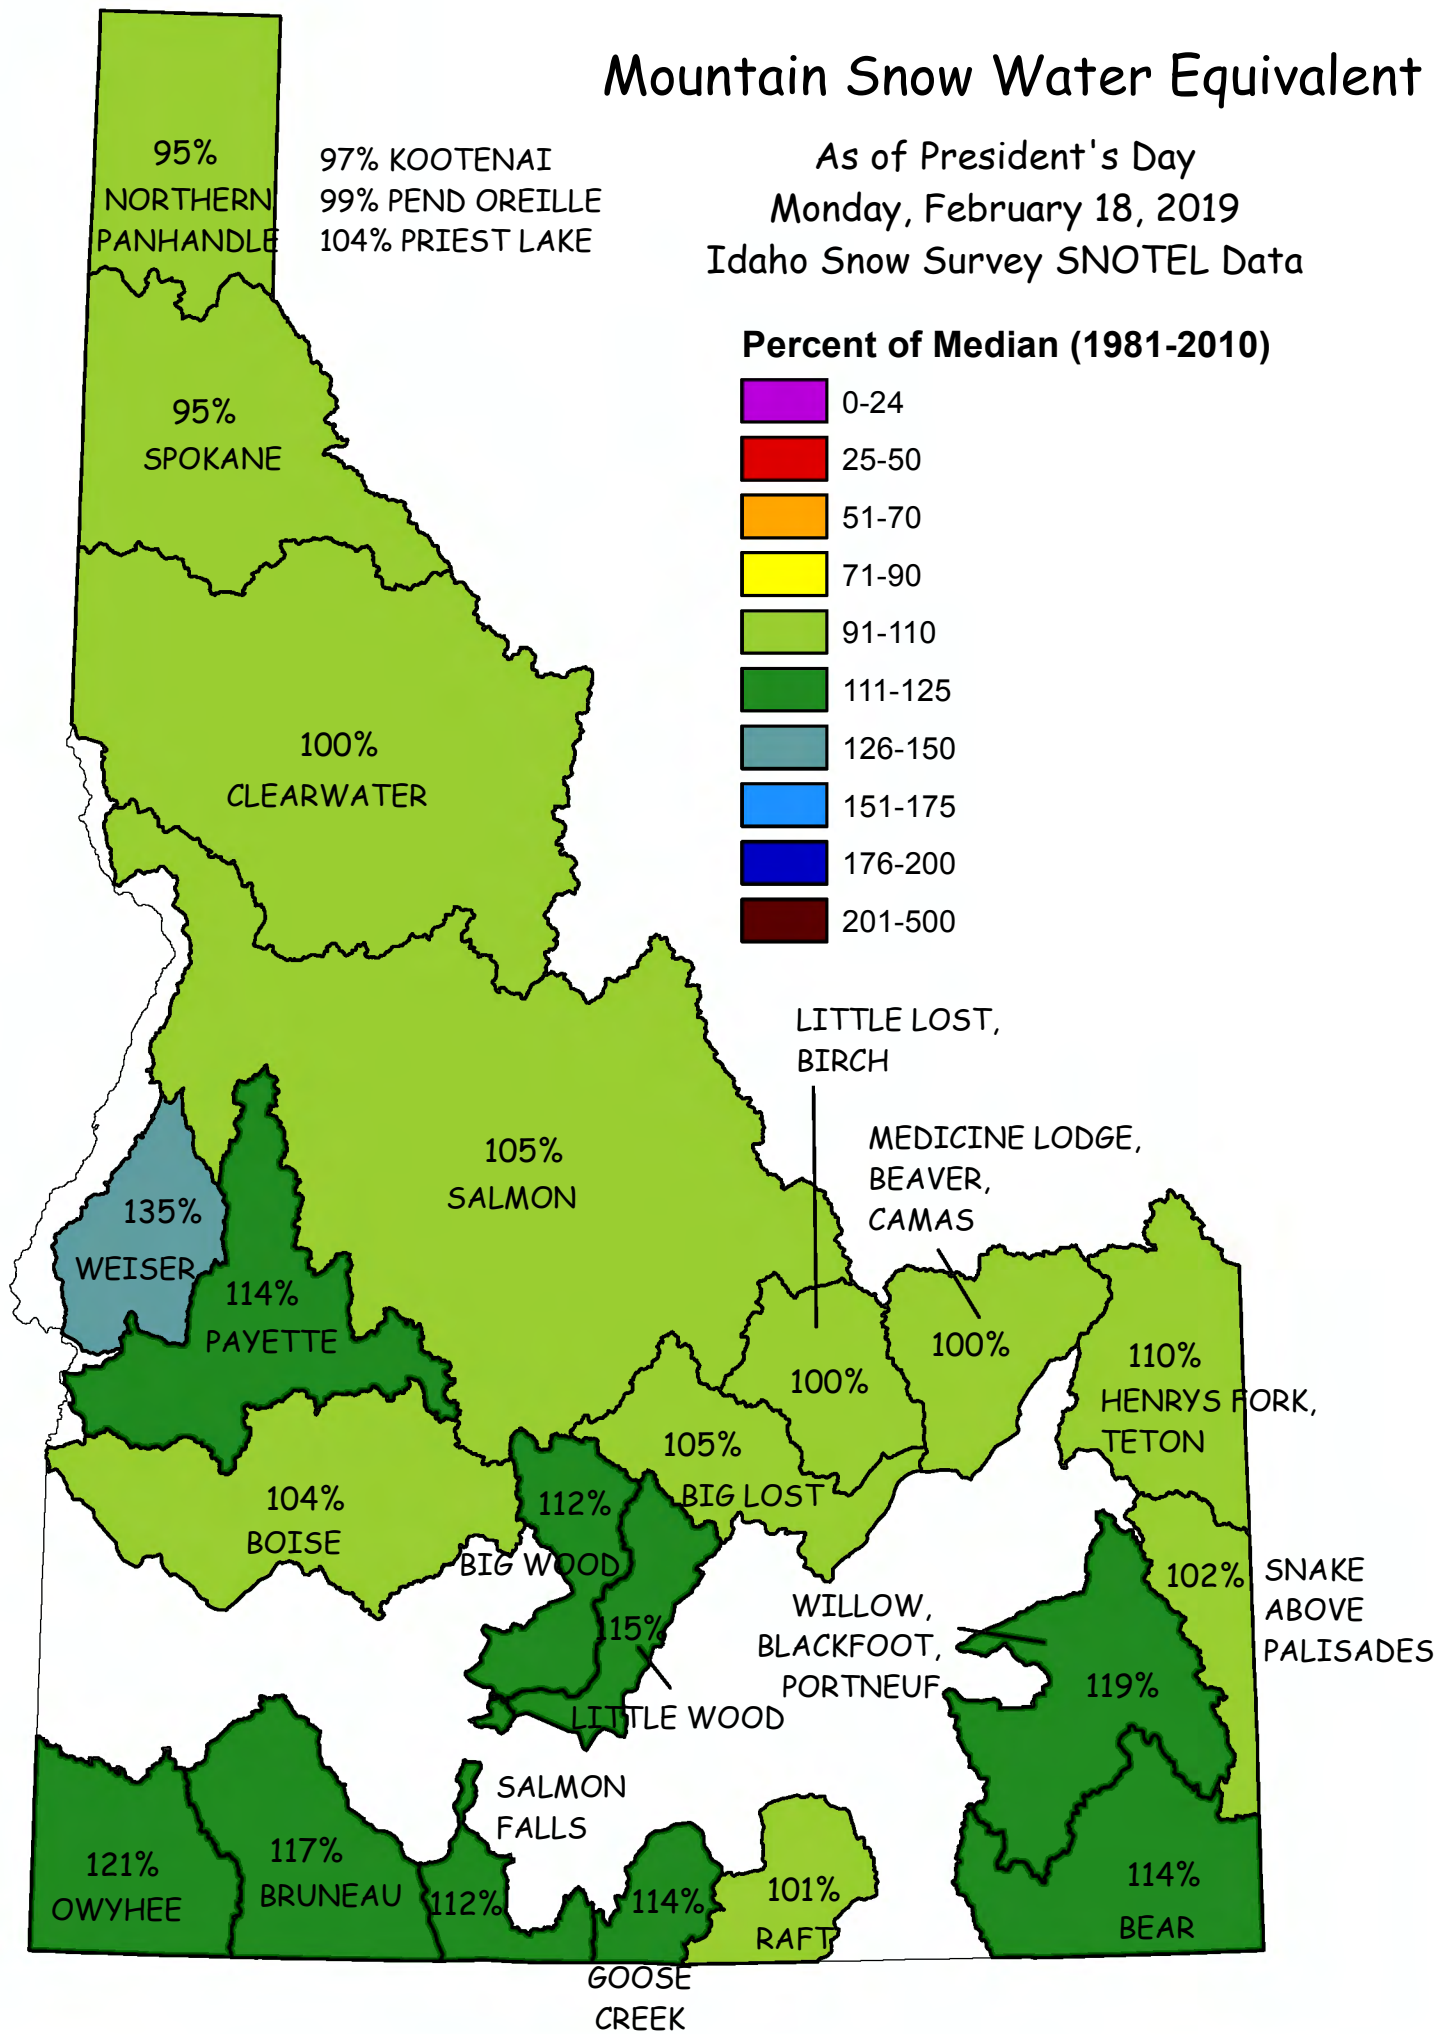 Mountain Snow Water Equivalent
As of President's Day
Monday, February 18, 2019
Idaho Snow Survey SNOTEL Data
95%
NORTHERN
PANHANDLE
97% KOOTENAI
99% PEND OREILLE
104% PRIEST LAKE
Percent of Median (1981-2010)
0-24
25-50
51-70
71-90
91-110
111-125
126-150
151-175
176-200
201-500
95%
SPOKANE
100%
CLEARWATER
LITTLE LOST,
BIRCH
MEDICINE LODGE,
BEAVER,
CAMAS
105%
SALMON
135%
WEISER
114%
PAYETTE
100%
100%
110%
HENRYS FORK,
TETON
105%
BIG LOST
104%
BOISE
112%
BIG WOOD
115%
LITTLE WOOD
102%
SNAKE
ABOVE
PALISADES
WILLOW,
BLACKFOOT,
PORTNEUF
119%
SALMON
FALLS
121%
OWYHEE
117%
BRUNEAU
112%
114%
GOOSE
CREEK
101%
RAFT
114%
BEAR